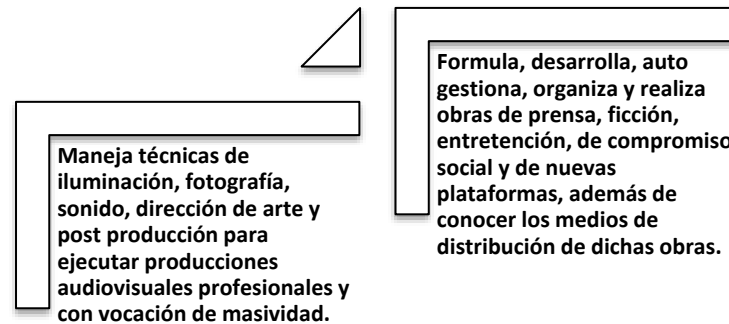 Maneja técnicas de
iluminación, fotografía,
sonido, dirección de arte y
post producción para
ejecutar producciones
audiovisuales profesionales y
con vocación de masividad.
Formula, desarrolla, auto
gestiona, organiza y realiza
obras de prensa, ficción,
entretención, de compromiso
social y de nuevas
plataformas, además de
conocer los medios de
distribución de dichas obras.